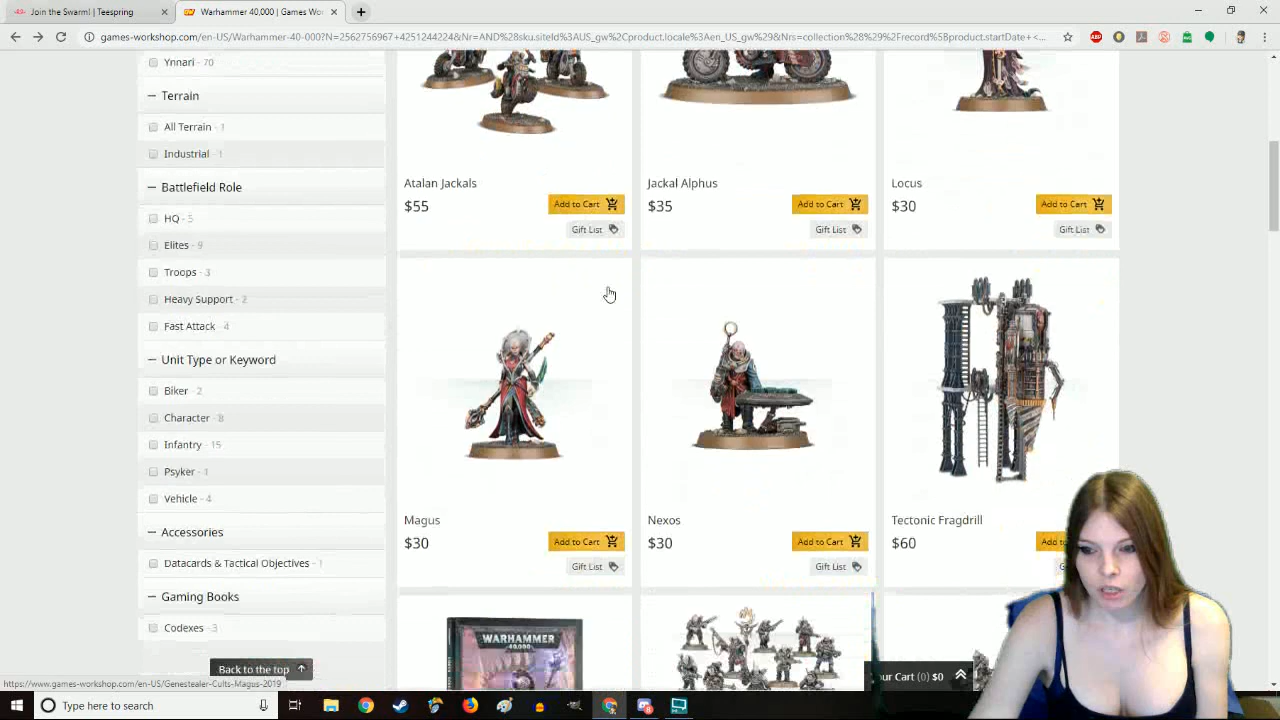 Join the Swarm! | Teespring
Warhammer 40,000 | Games Wor
games-workshop.com/en-US/Warhammer-40-000?N=2562756967+4251244224&Nr=AND%28sku.siteId%3AUS_gw%2Cproduct.locale%3Aen_US_gw%29&Nrs=collection%28%29%2Frecord%5Bproduct.startDate+<...
Ynnari - 70
Terrain
All Terrain - 1
Industrial - 1
Battlefield Role
HQ - 5
Elites - 9
Troops - 3
Heavy Support - 2
Fast Attack - 4
Unit Type or Keyword
Biker - 2
Character - 8
Infantry - 15
Psyker - 1
Vehicle - 4
Accessories
Datacards & Tactical Objectives - 1
Gaming Books
Codexes - 3
Back to the top
Atalan Jackals
$55
Add to Cart
Gift List
Jackal Alphus
$35
Add to Cart
Gift List
Locus
$30
Add to Cart
Gift List
Magus
$30
Add to Cart
Gift List
Nexos
$30
Add to Cart
Gift List
Tectonic Fragdrill
$60
WARHAMMER
40,000
Cart (0) $0
https://www.games-workshop.com/en-US/Genestealer-Cults-Magus-2019
Type here to search